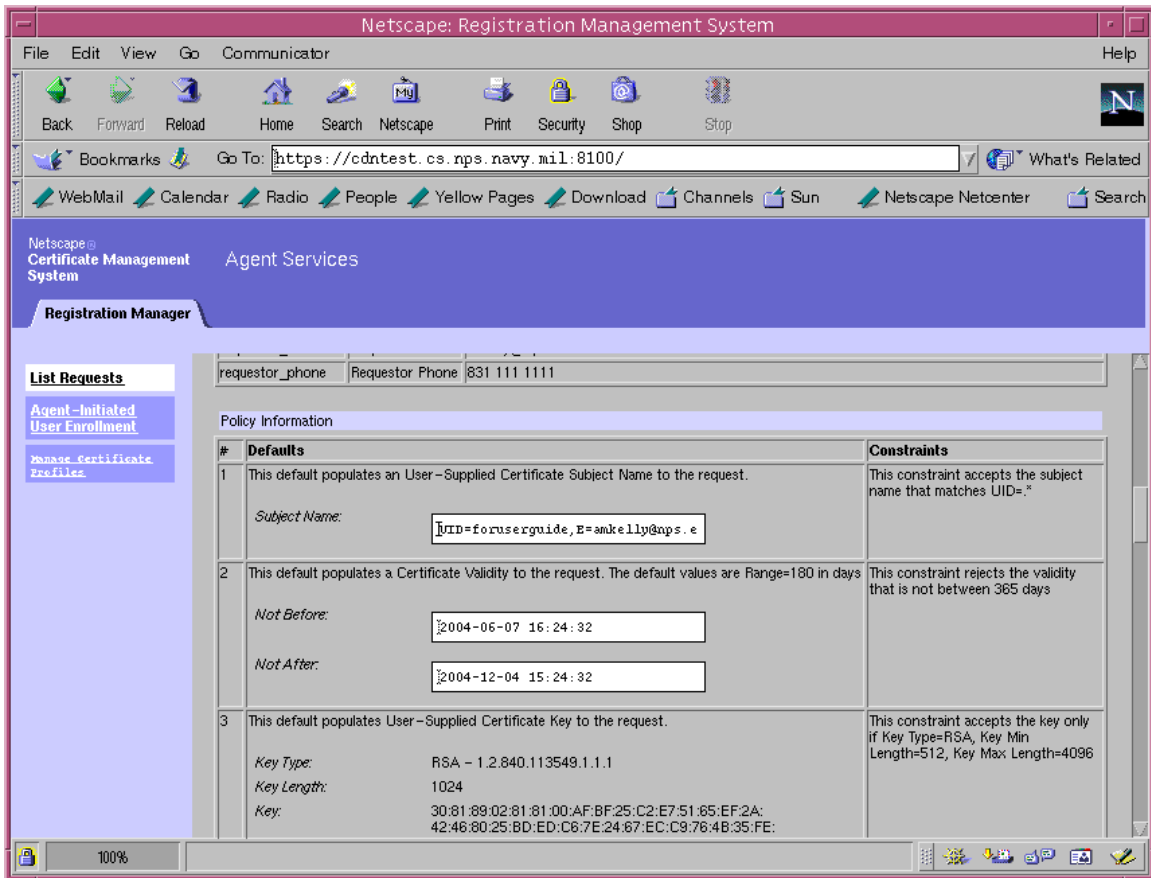 Netscape: Registration Management System
File Edit View Go Communicator Help
Back Forward Reload Home Search Netscape Print Security Shop Stop
My
N
Bookmarks Go To: https://cdntest.cs.nps.navy.mil:8100/ What's Related
WebMail Calendar Radio People Yellow Pages Download Channels Sun Netscape Netcenter Search
Netscape®
Certificate Management
System
Agent Services
Registration Manager
List Requests
Agent-Initiated
User Enrollment
Manage Certificate
Profiles
requestor_phone Requestor Phone 831 111 1111
Policy Information
# Defaults Constraints
1 This default populates an User-Supplied Certificate Subject Name to the request.
This constraint accepts the subject
name that matches UID=.*
Subject Name: UID=foruserguide,E=amkelly@nps.e
2 This default populates a Certificate Validity to the request. The default values are Range=180 in days
This constraint rejects the validity
that is not between 365 days
Not Before: 2004-06-07 16:24:32
Not After: 2004-12-04 15:24:32
3 This default populates User-Supplied Certificate Key to the request.
This constraint accepts the key only
if Key Type=RSA, Key Min
Length=512, Key Max Length=4096
Key Type: RSA - 1.2.840.113549.1.1.1
Key Length: 1024
Key: 30:81:89:02:81:81:00:AF:BF:25:C2:E7:51:65:EF:2A:
42:46:80:25:BD:ED:C6:7E:24:67:EC:C9:76:4B:35:FE:
100%